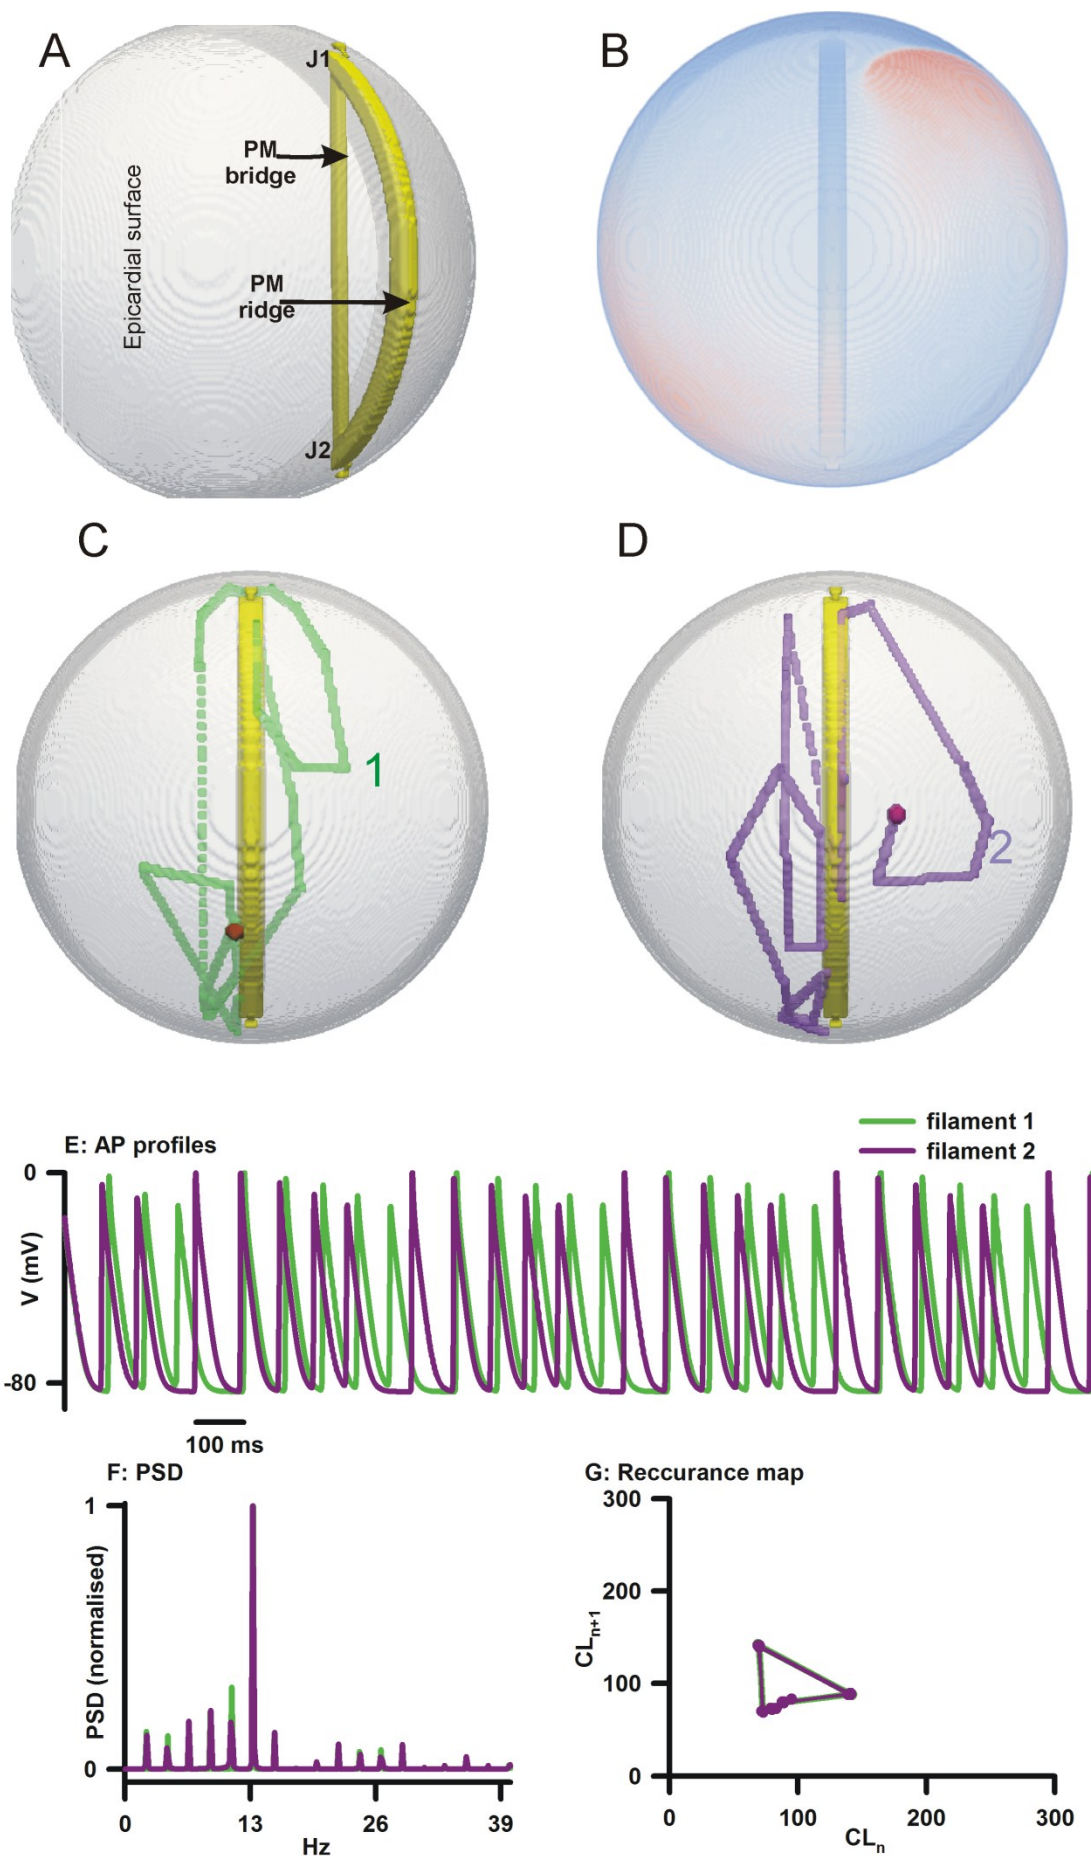 A
J1
PM
bridge
Epicardial surface
PM
ridge
J2
B
C
1
D
2
E: AP profiles
filament 1
filament 2
0
V (mV)
-80
100 ms
F: PSD
1
PSD (normalised)
0
0 13 26 39
Hz
G: Reccurance map
300
200
CLn+1
100
0
0 100 200 300
CLn